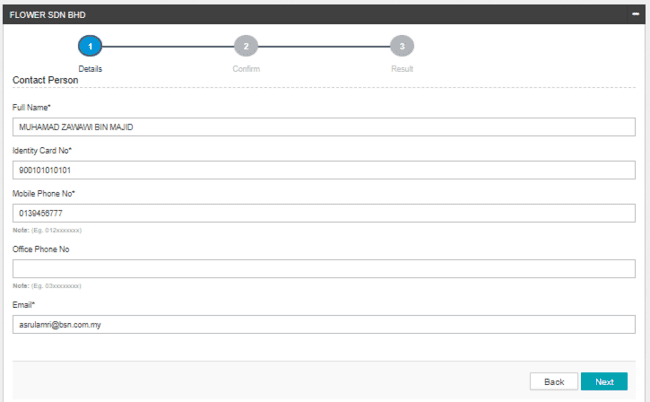 FLOWER SDN BHD
1 2 3
Details Confirm Result
Contact Person
Full Name*
MUHAMAD ZAWAWI BIN MAJID
Identity Card No*
900101010101
Mobile Phone No*
0139456777
Note: (Eg. 012xxxxxxx)
Office Phone No
Note: (Eg. 03xxxxxxxx)
Email*
asrulamri@bsn.com.my
Back Next